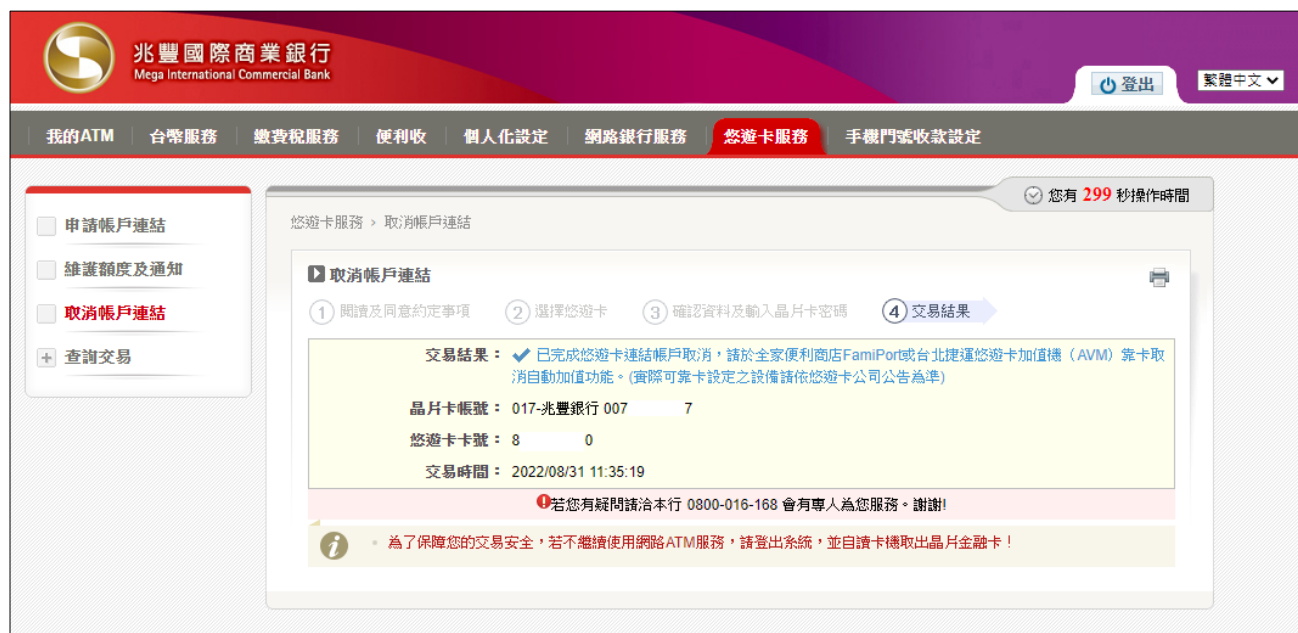 兆豐國際商業銀行
Mega International Commercial Bank
登出
繁體中文
我的ATM 台幣服務 繳費稅服務 便利收 個人化設定 網路銀行服務 悠遊卡服務 手機門號收款設定
您有 299 秒操作時間
申請帳戶連結
維護額度及通知
取消帳戶連結
查詢交易
悠遊卡服務 › 取消帳戶連結
取消帳戶連結
1 閱讀及同意約定事項 2 選擇悠遊卡 3 確認資料及輸入晶片卡密碼 4 交易結果
交易結果： 已完成悠遊卡連結帳戶取消，請於全家便利商店FamiPort或台北捷運悠遊卡加值機（AVM）靠卡取
消自動加值功能。(實際可靠卡設定之設備請依悠遊卡公司公告為準)
晶片卡帳號： 017-兆豐銀行 007 7
悠遊卡卡號： 8 0
交易時間： 2022/08/31 11:35:19
若您有疑問請洽本行 0800-016-168 會有專人為您服務。謝謝!
為了保障您的交易安全，若不繼續使用網路ATM服務，請登出系統，並自讀卡機取出晶片金融卡！